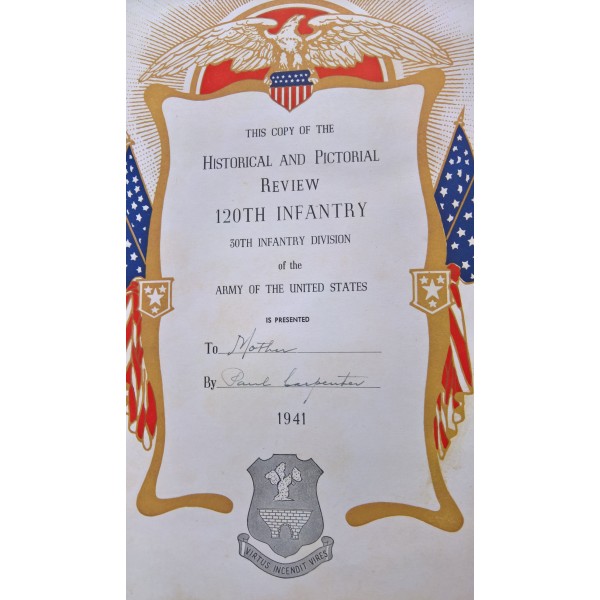 THIS COPY OF THE
HISTORICAL AND PICTORIAL
REVIEW
120TH INFANTRY
30TH INFANTRY DIVISION
of the
ARMY OF THE UNITED STATES
IS PRESENTED
To Mother
By Paul Carpenter
1941
VIRTUS INCENDIT VIRES